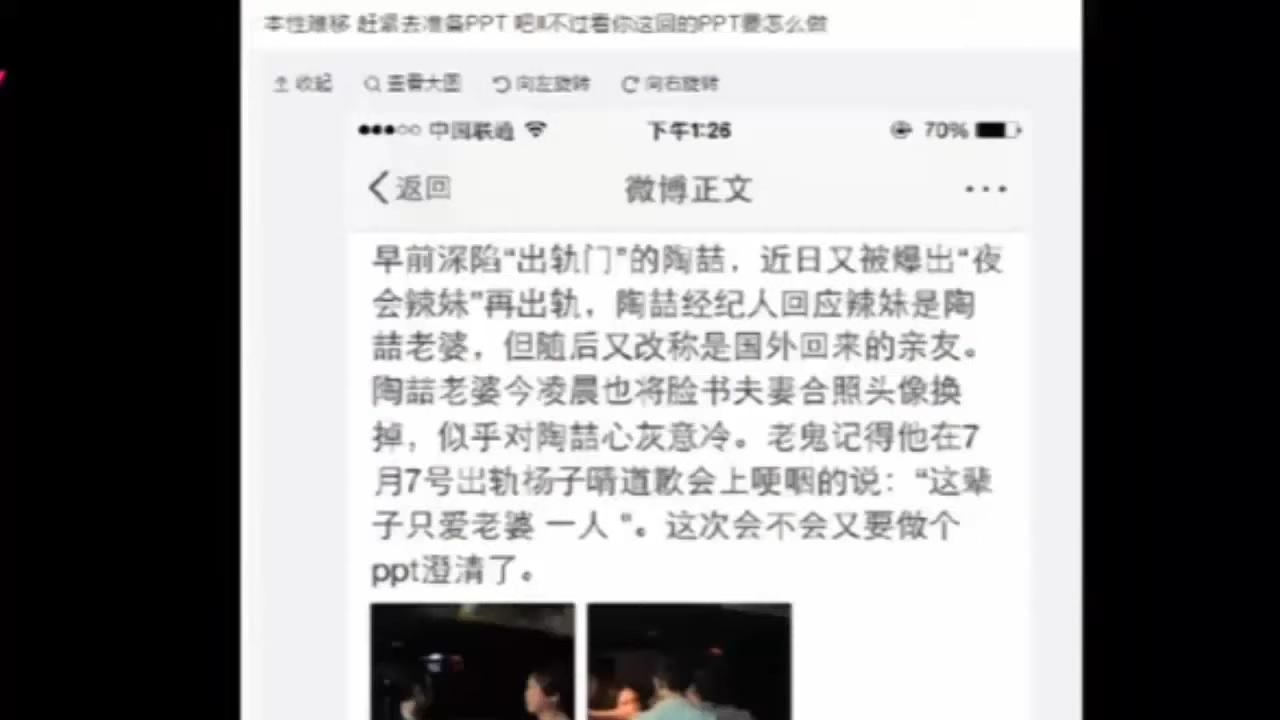 本性难移 赶紧去准备PPT 吧!!不过看你这回的PPT要怎么做
收起 查看大图 向左旋转 向右旋转
中国联通 下午1:26 70%
返回 微博正文 ...
早前深陷“出轨门”的陶喆，近日又被爆出“夜
会辣妹”再出轨，陶喆经纪人回应辣妹是陶
喆老婆，但随后又改称是国外回来的亲友。
陶喆老婆今凌晨也将脸书夫妻合照头像换
掉，似乎对陶喆心灰意冷。老鬼记得他在7
月7号出轨杨子晴道歉会上哽咽的说：“这辈
子只爱老婆 一人 ”。这次会不会又要做个
ppt澄清了。